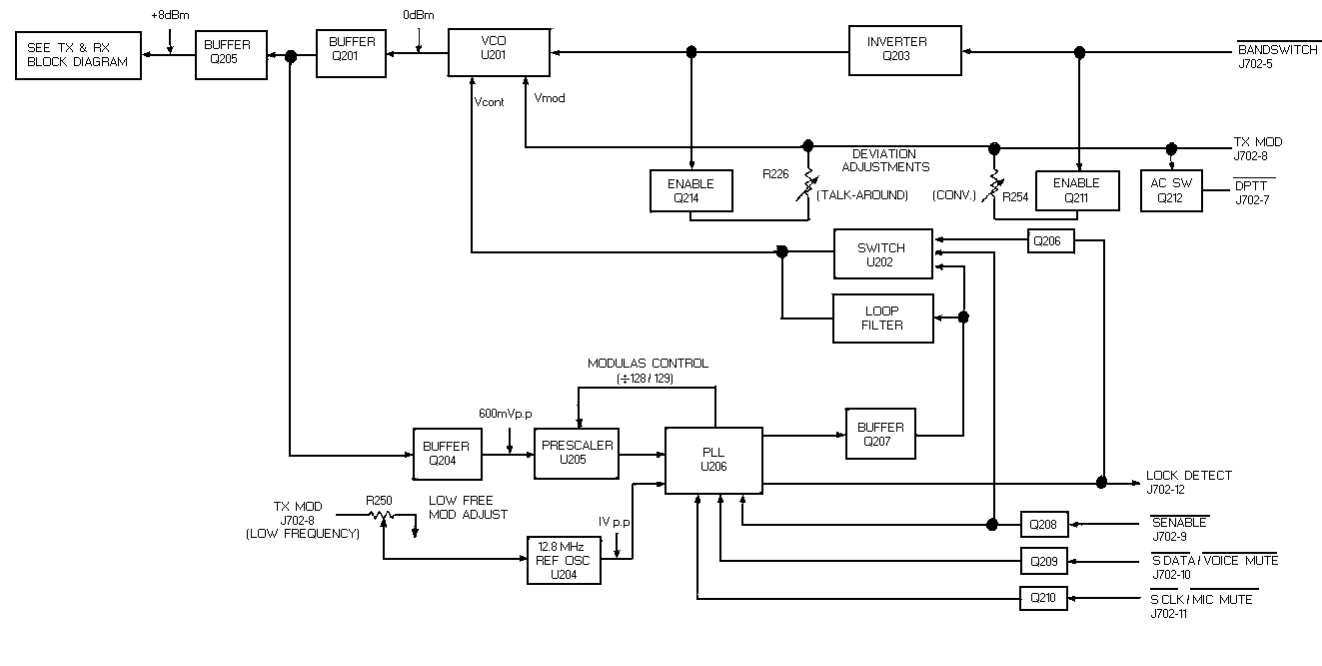 +8dBm
0dBm
SEE TX & RX
BLOCK DIAGRAM
BUFFER
Q205
BUFFER
Q201
VCO
U201
INVERTER
Q203
BANDSWITCH
J702-5
Vcont
Vmod
TX MOD
J702-8
DEVIATION
ADJUSTMENTS
R226
ENABLE
Q214
(TALK-AROUND)
(CONV.)
R254
ENABLE
Q211
AC SW
Q212
DPTT
J702-7
SWITCH
U202
Q206
LOOP
FILTER
MODULAS CONTROL
(÷128/129)
600mVp.p
BUFFER
Q204
PRESCALER
U205
PLL
U206
BUFFER
Q207
LOCK DETECT
J702-12
TX MOD
J702-8
(LOW FREQUENCY)
R250
LOW FREE
MOD ADJUST
1V p.p
12.8 MHz
REF OSC
U204
Q208
SENABLE
J702-9
Q209
S DATA/VOICE MUTE
J702-10
Q210
S CLK/MIC MUTE
J702-11